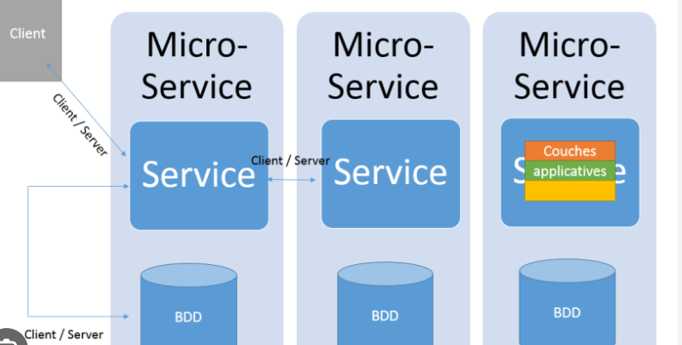 Client
Client / Server
Micro-
Service
Service
BDD
Client / Server
Client / Server
Micro-
Service
Service
BDD
Micro-
Service
Couches
applicatives
BDD